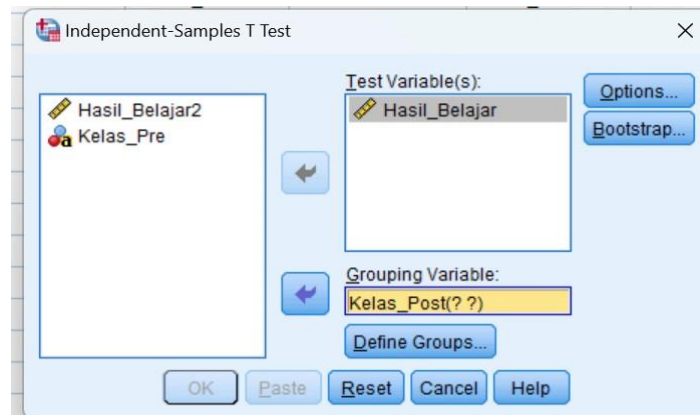 Independent-Samples T Test
Hasil_Belajar2
Kelas_Pre
Test Variable(s):
Hasil_Belajar
Options...
Bootstrap...
Grouping Variable:
Kelas_Post(? ?)
Define Groups...
OK Paste Reset Cancel Help